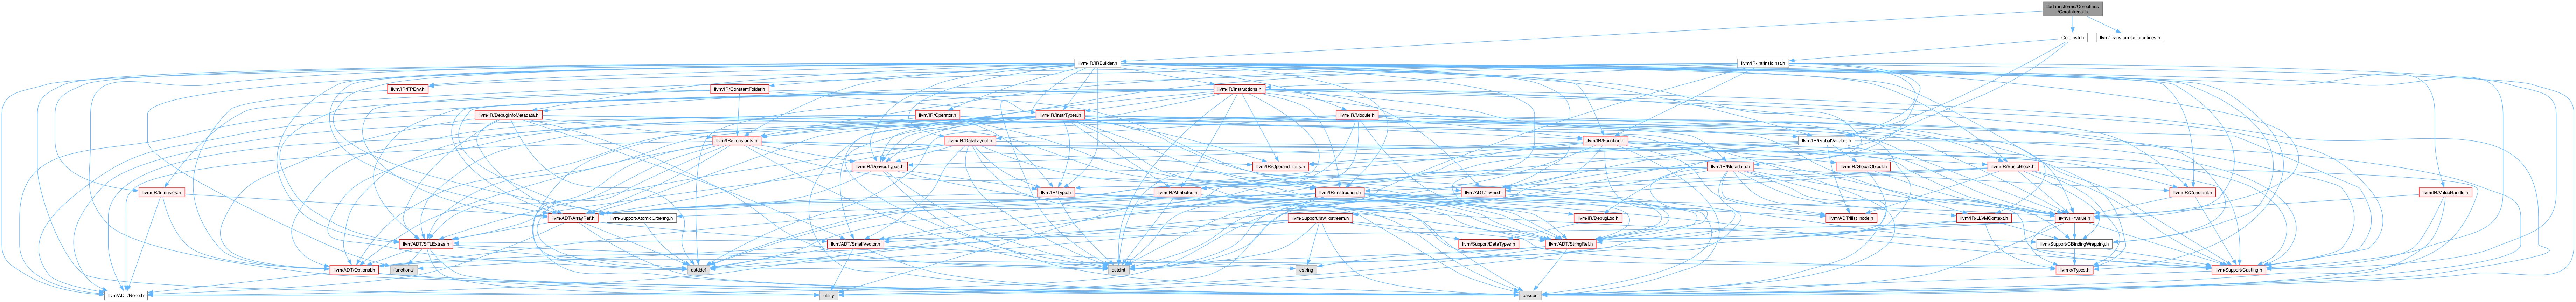 lib/Transforms/Coroutines
/CoroInternal.h
llvm/IR/IRBuilder.h
CoroInstr.h
llvm/Transforms/Coroutines.h
llvm/IR/IntrinsicInst.h
llvm/IR/FPEnv.h
llvm/IR/ConstantFolder.h
llvm/IR/Instructions.h
llvm/IR/DebugInfoMetadata.h
llvm/IR/Operator.h
llvm/IR/InstrTypes.h
llvm/IR/Module.h
llvm/IR/Constants.h
llvm/IR/DataLayout.h
llvm/IR/Function.h
llvm/IR/GlobalVariable.h
llvm/IR/DerivedTypes.h
llvm/IR/OperandTraits.h
llvm/IR/Metadata.h
llvm/IR/GlobalObject.h
llvm/IR/BasicBlock.h
llvm/IR/Intrinsics.h
llvm/IR/Type.h
llvm/IR/Attributes.h
llvm/IR/Instruction.h
llvm/ADT/Twine.h
llvm/IR/Constant.h
llvm/IR/ValueHandle.h
llvm/ADT/ArrayRef.h
llvm/Support/AtomicOrdering.h
llvm/Support/raw_ostream.h
llvm/IR/DebugLoc.h
llvm/ADT/ilist_node.h
llvm/IR/LLVMContext.h
llvm/IR/Value.h
llvm/ADT/STLExtras.h
llvm/ADT/SmallVector.h
llvm/Support/DataTypes.h
llvm/ADT/StringRef.h
llvm/Support/CBindingWrapping.h
llvm/ADT/Optional.h
functional
cstddef
cstdint
cstring
llvm-c/Types.h
llvm/Support/Casting.h
llvm/ADT/None.h
utility
cassert